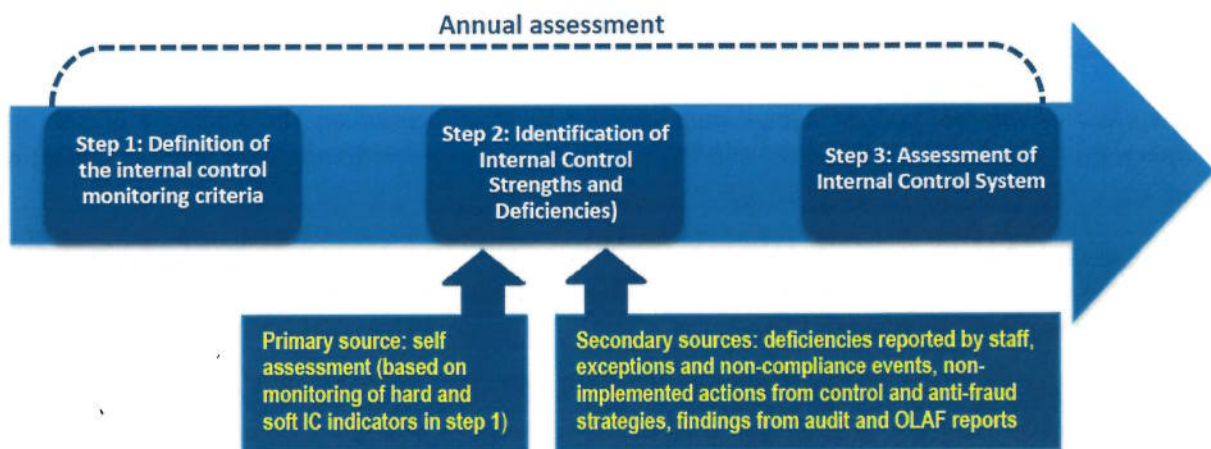 Annual assessment
Step 1: Definition of
the internal control
monitoring criteria
Step 2: Identification of
Internal Control
Strengths and
Deficiencies)
Step 3: Assessment of
Internal Control System
Primary source: self
assessment (based on
monitoring of hard and
soft IC indicators in step 1)
Secondary sources: deficiencies reported by staff,
exceptions and non-compliance events, non-
implemented actions from control and anti-fraud
strategies, findings from audit and OLAF reports